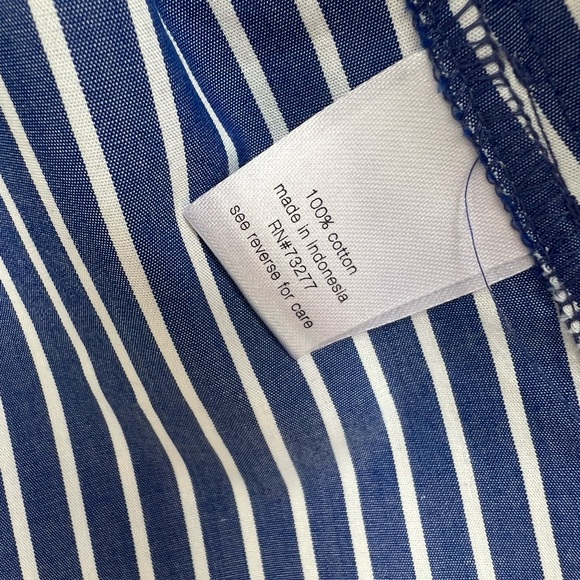 100% cotton
made in Indonesia
RN#73277
see reverse for care